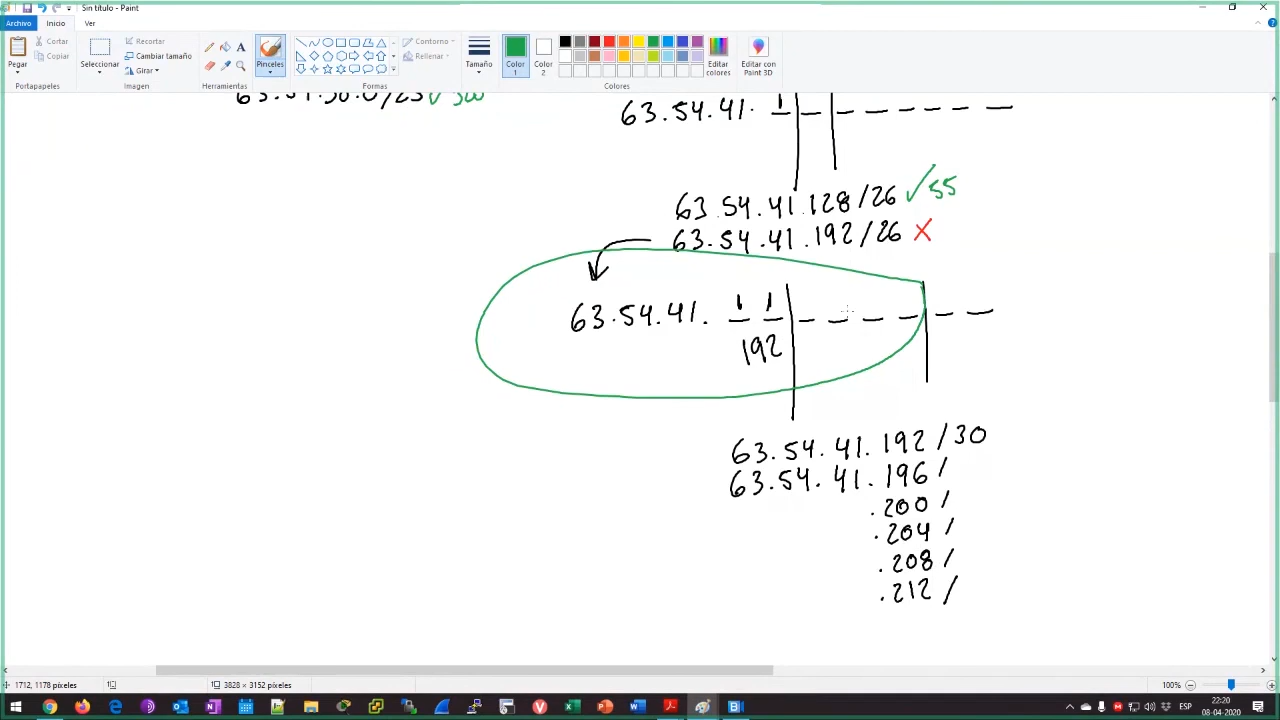 Sin título - Paint
Archivo Inicio Ver
Pegar
Cortar
Copiar
Portapapeles
Seleccionar
Recortar
Cambiar tamaño
Girar
Imagen
A
Herramientas
Pinceles
Contorno
Rellenar
Formas
Tamaño
Color 1
Color 2
Editar colores
Editar con Paint 3D
Colores
63.54.41. 1
63.54.41.128/26 ✓ 55
63.54.41.192/26 X
63.54.41. 1 1
192
63.54.41.192/30
63.54.41.196/
.200/
.204/
.208/
.212/
1712, 1178 píxeles
3828 × 3152 píxeles
100%
ESP
22:20
08-04-2020